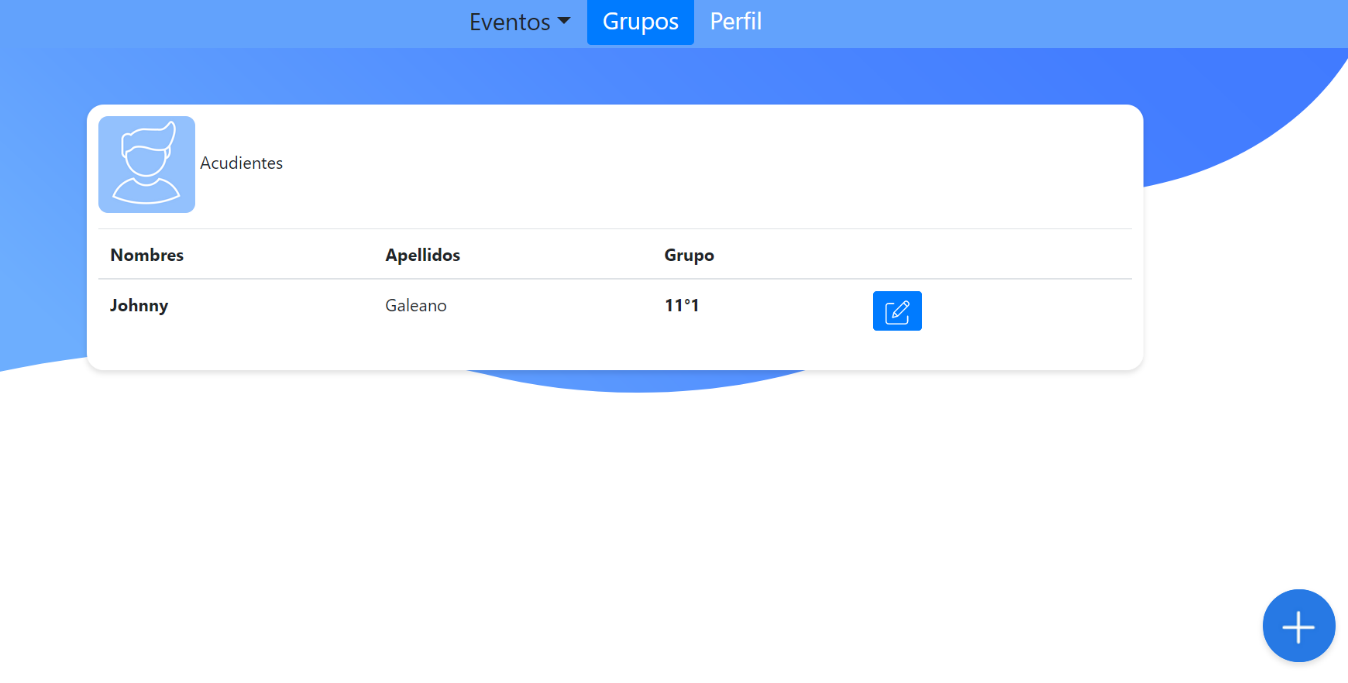 Eventos Grupos Perfil
Acudientes
Nombres Apellidos Grupo
Johnny Galeano 11°1